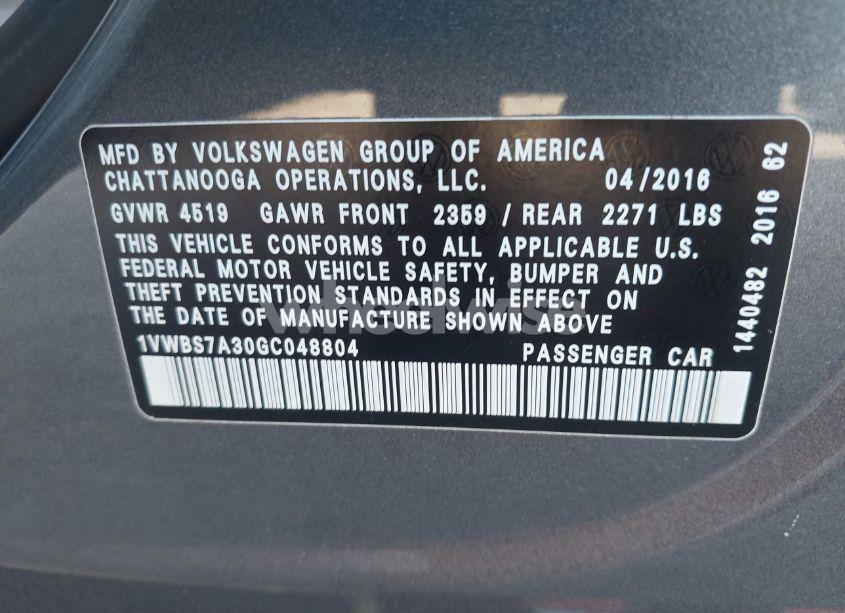 MFD BY VOLKSWAGEN GROUP OF AMERICA
CHATTANOOGA OPERATIONS, LLC. 04/2016
GVWR 4519 GAWR FRONT 2359 / REAR 2271 LBS
THIS VEHICLE CONFORMS TO ALL APPLICABLE U.S.
FEDERAL MOTOR VEHICLE SAFETY, BUMPER AND
THEFT PREVENTION STANDARDS IN EFFECT ON
THE DATE OF MANUFACTURE SHOWN ABOVE
1VWBS7A30GC048804 PASSENGER CAR
1440482 2016 62